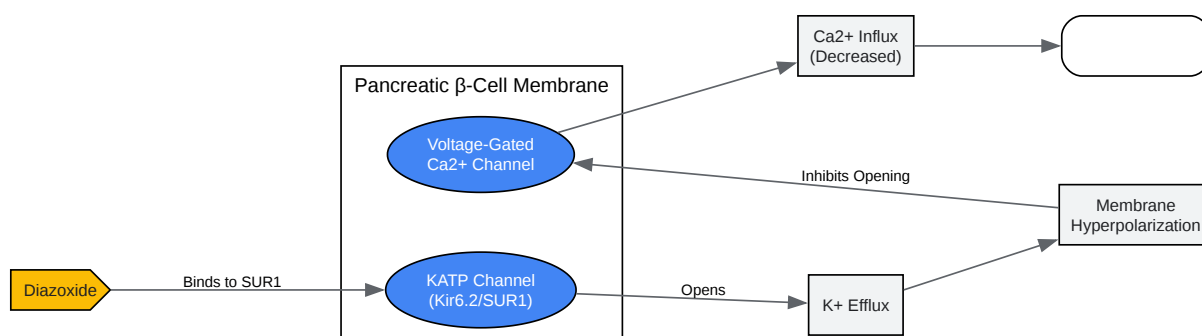 Ca2+ Influx
(Decreased)
Pancreatic β-Cell Membrane
Voltage-Gated
Ca2+ Channel
Inhibits Opening
Membrane
Hyperpolarization
Diazoxide
Binds to SUR1
KATP Channel
(Kir6.2/SUR1)
Opens
K+ Efflux